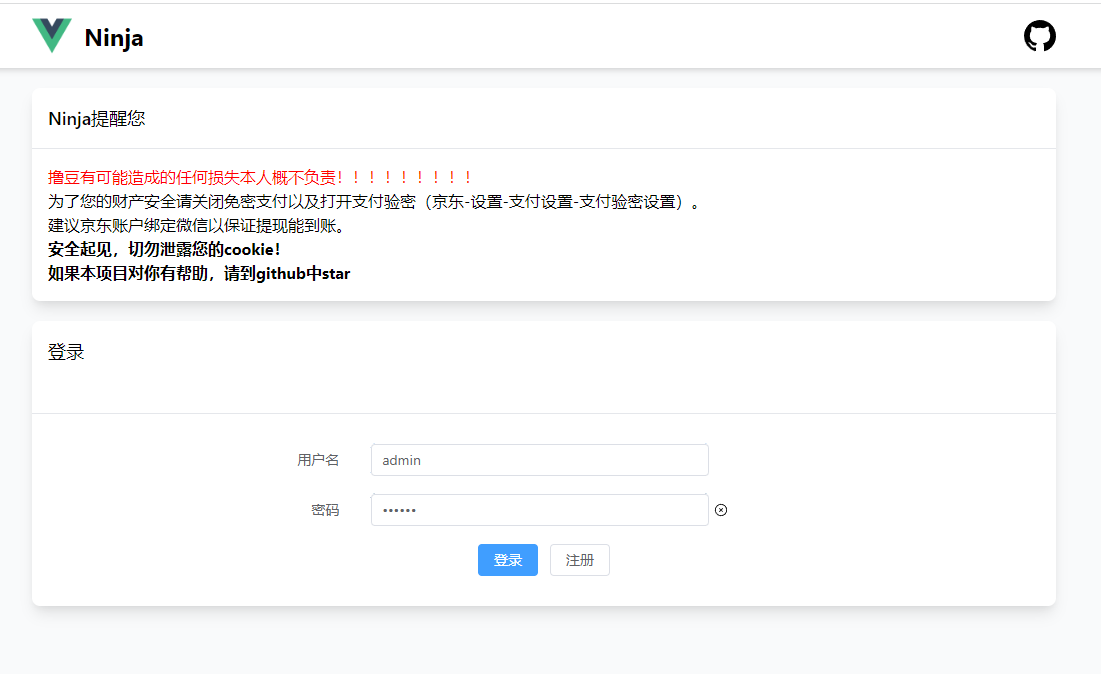 Ninja
Ninja提醒您
撸豆有可能造成的任何损失本人概不负责！！！！！！！！！
为了您的财产安全请关闭免密支付以及打开支付验密（京东-设置-支付设置-支付验密设置）。
建议京东账户绑定微信以保证提现能到账。
安全起见，切勿泄露您的cookie！
如果本项目对你有帮助，请到github中star
登录
用户名 admin
密码 ••••••
登录 注册